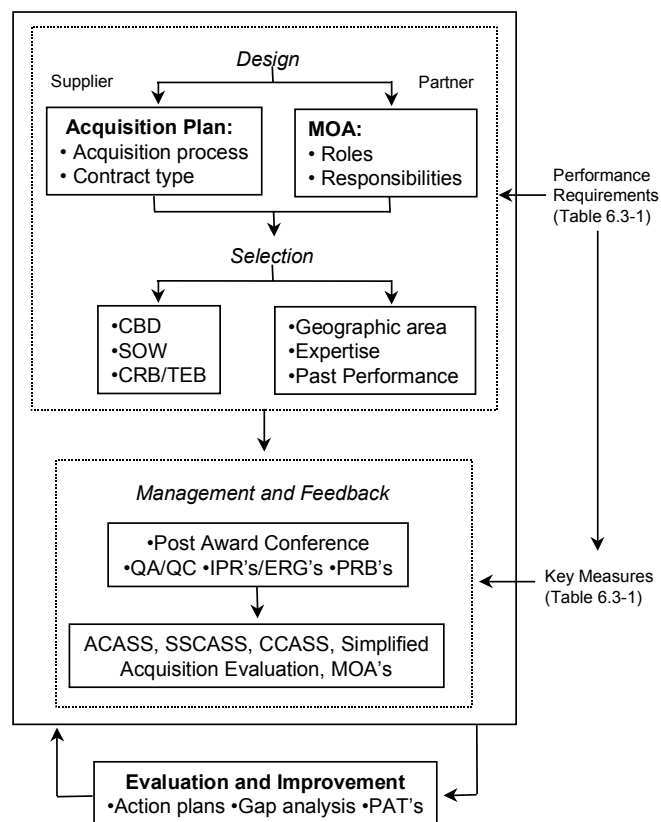 Design
Supplier
Partner
Acquisition Plan:
• Acquisition process
• Contract type
MOA:
• Roles
• Responsibilities
Performance
Requirements
(Table 6.3-1)
Selection
•CBD
•SOW
•CRB/TEB
•Geographic area
•Expertise
•Past Performance
Management and Feedback
•Post Award Conference
•QA/QC •IPR's/ERG's •PRB's
Key Measures
(Table 6.3-1)
ACASS, SSCASS, CCASS, Simplified
Acquisition Evaluation, MOA's
Evaluation and Improvement
•Action plans •Gap analysis •PAT's